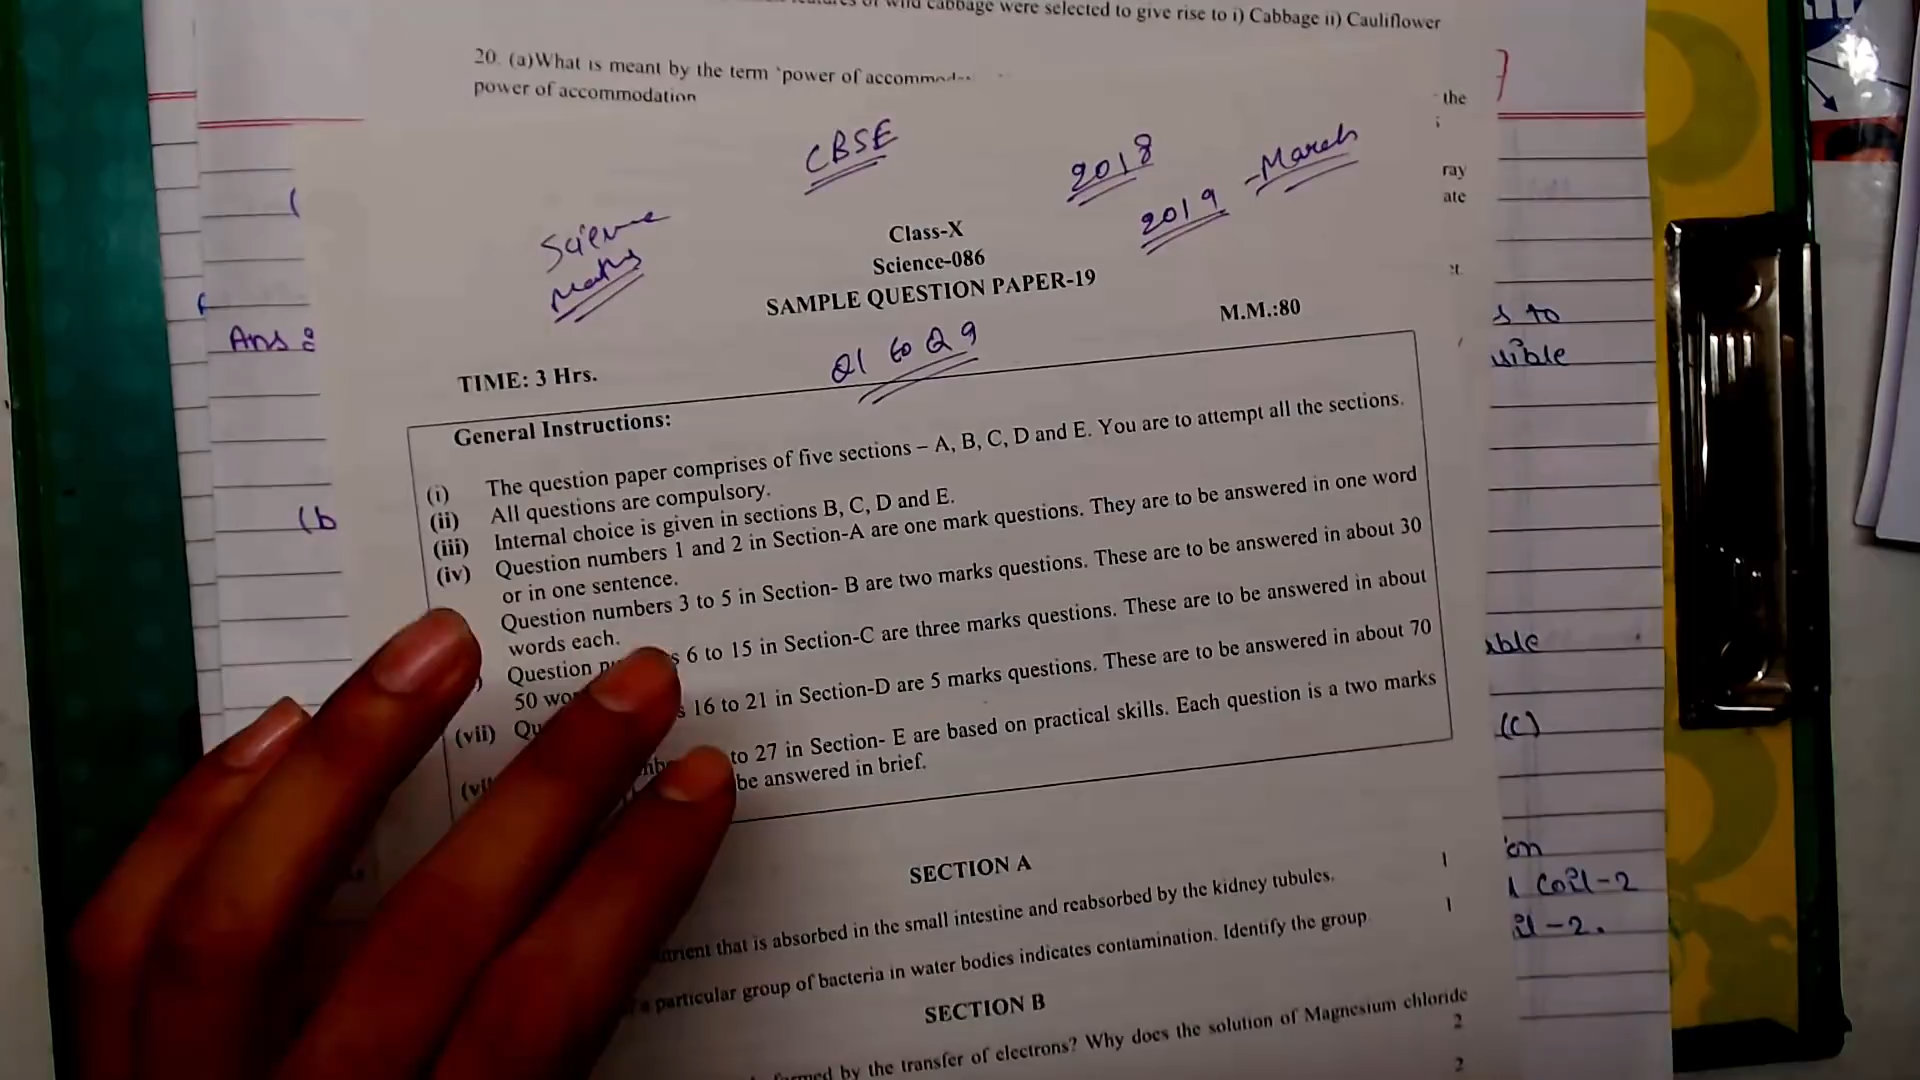 wild cabbage were selected to give rise to i) Cabbage ii) Cauliflower
20. (a)What is meant by the term 'power of
power of accommodation
the
CBSE
2018
2019 - March
ray
ate
Science
Maths
Class-X
Science-086
SAMPLE QUESTION PAPER-19
TIME: 3 Hrs.
M.M.:80
Q1 to Q9
General Instructions:
(i) The question paper comprises of five sections – A, B, C, D and E. You are to attempt all the sections.
(ii) All questions are compulsory.
(iii) Internal choice is given in sections B, C, D and E.
(iv) Question numbers 1 and 2 in Section-A are one mark questions. They are to be answered in one word
or in one sentence.
Question numbers 3 to 5 in Section- B are two marks questions. These are to be answered in about 30
words each.
Question 6 to 15 in Section-C are three marks questions. These are to be answered in about
50
16 to 21 in Section-D are 5 marks questions. These are to be answered in about 70
(vii)
to 27 in Section- E are based on practical skills. Each question is a two marks
be answered in brief.
SECTION A
that is absorbed in the small intestine and reabsorbed by the kidney tubules. 1
a particular group of bacteria in water bodies indicates contamination. Identify the group 1
SECTION B
by the transfer of electrons? Why does the solution of Magnesium chloride
2
2
Ans :
(b
s to
(c)
coil-2